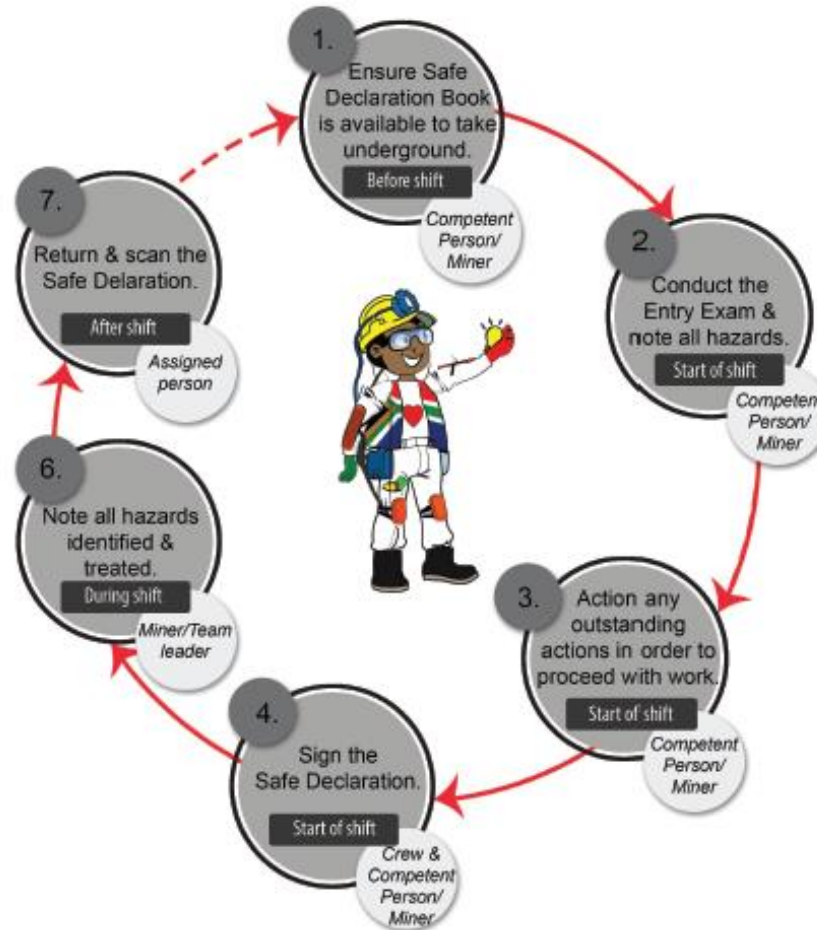 1.
Ensure Safe
Declaration Book
is available to take
underground.
Before shift
Competent
Person/
Miner
2.
Conduct the
Entry Exam &
note all hazards.
Start of shift
Competent
Person/
Miner
3.
Action any
outstanding
actions in order to
proceed with work.
Start of shift
Competent
Person/
Miner
4.
Sign the
Safe Declaration.
Start of shift
Crew &
Competent
Person/
Miner
6.
Note all hazards
identified &
treated.
During shift
Miner/Team
leader
7.
Return & scan the
Safe Delaration.
After shift
Assigned
person